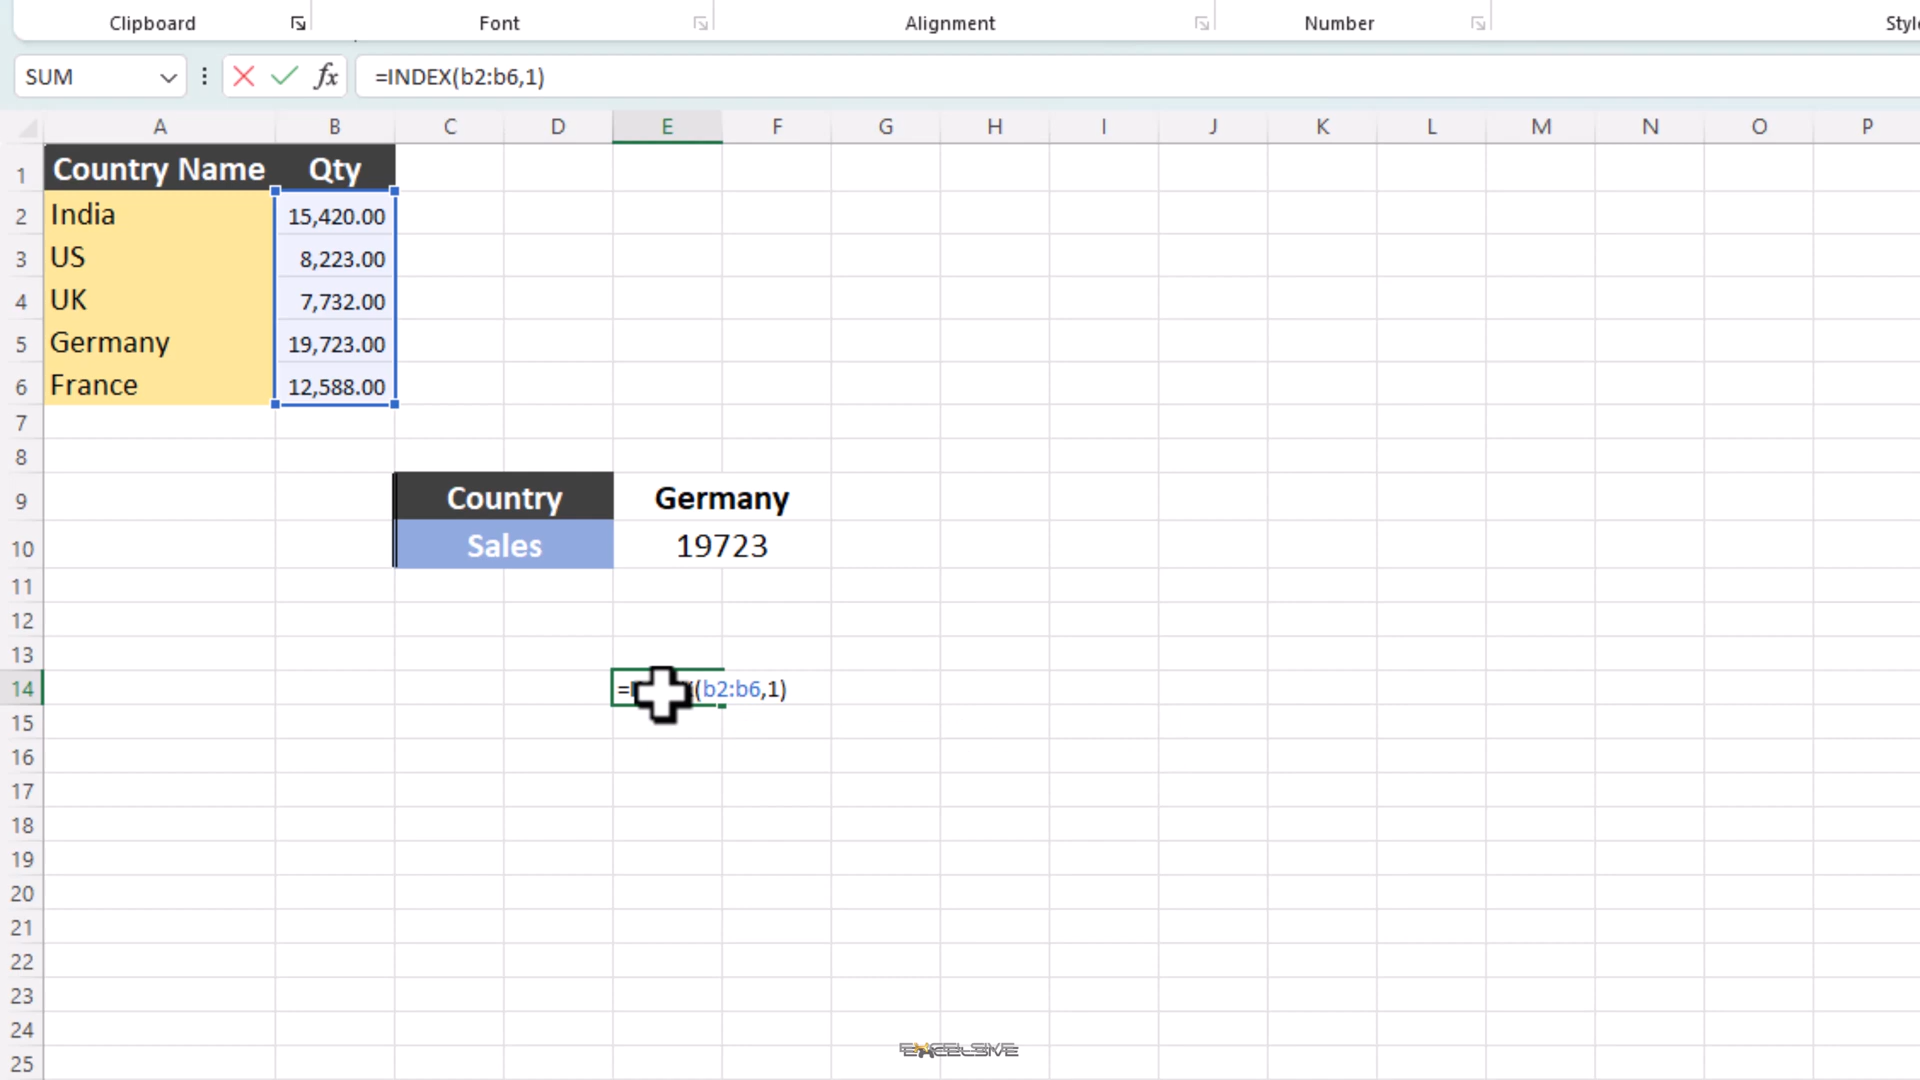 Clipboard Font Alignment Number Styl
SUM fx =INDEX(b2:b6,1)
A B C D E F G H I J K L M N O P
1 Country Name Qty
2 India 15,420.00
3 US 8,223.00
4 UK 7,732.00
5 Germany 19,723.00
6 France 12,588.00
7
8
9 Country Germany
10 Sales 19723
11
12
13
14 =I (b2:b6,1)
15
16
17
18
19
20
21
22
23
24
25
EXCELSIVE